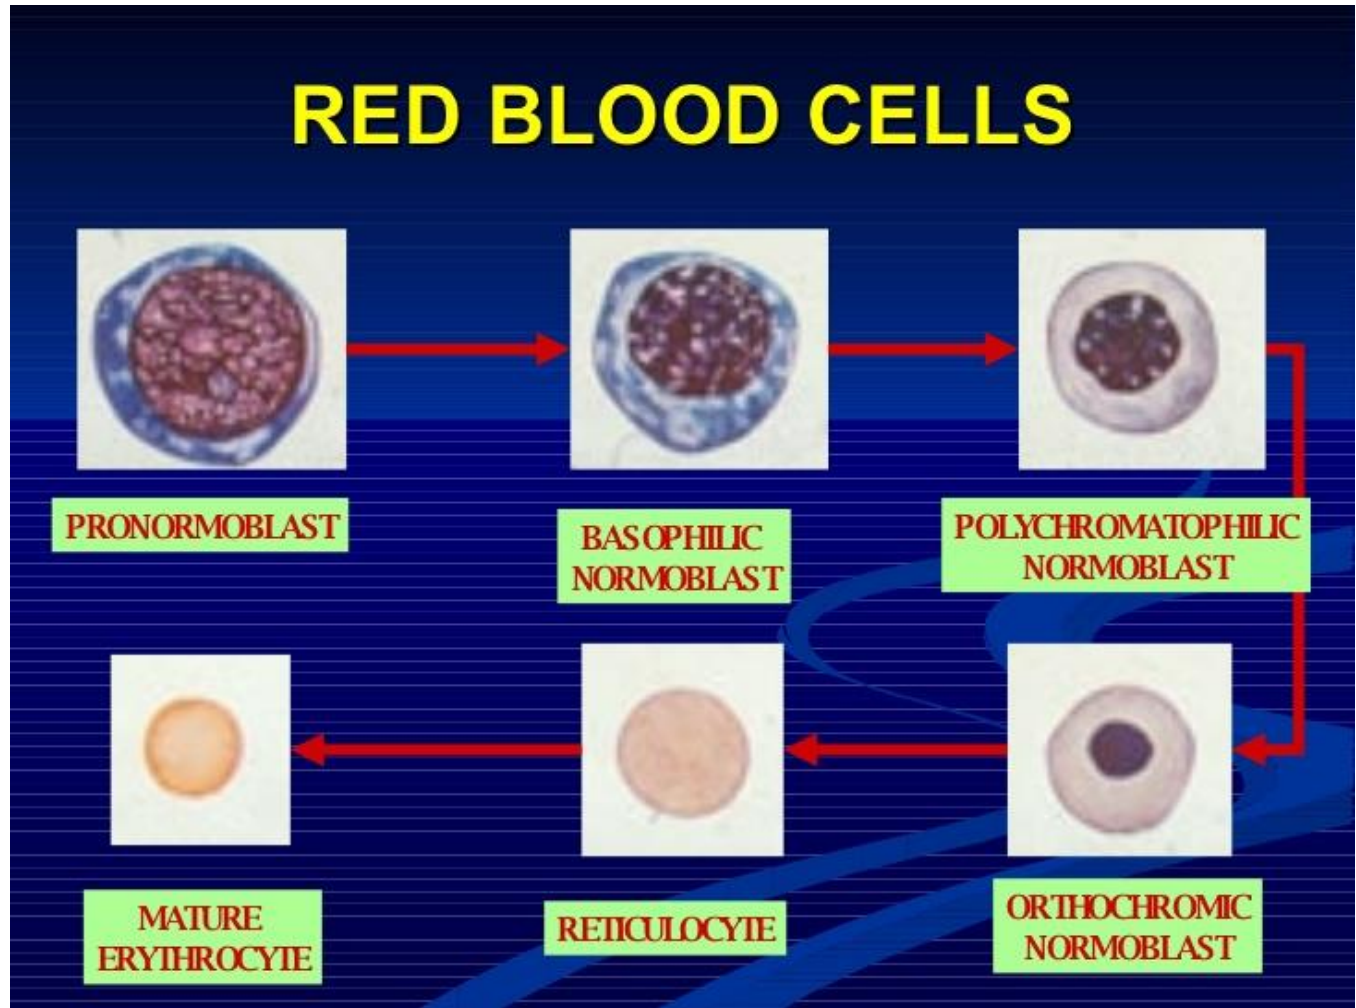 RED BLOOD CELLS
PRONORMOBLAST
BASOPHILIC
NORMOBLAST
POLYCHROMATOPHILIC
NORMOBLAST
MATURE
ERYTHROCYTE
RETICULOCYTE
ORTHOCHROMIC
NORMOBLAST